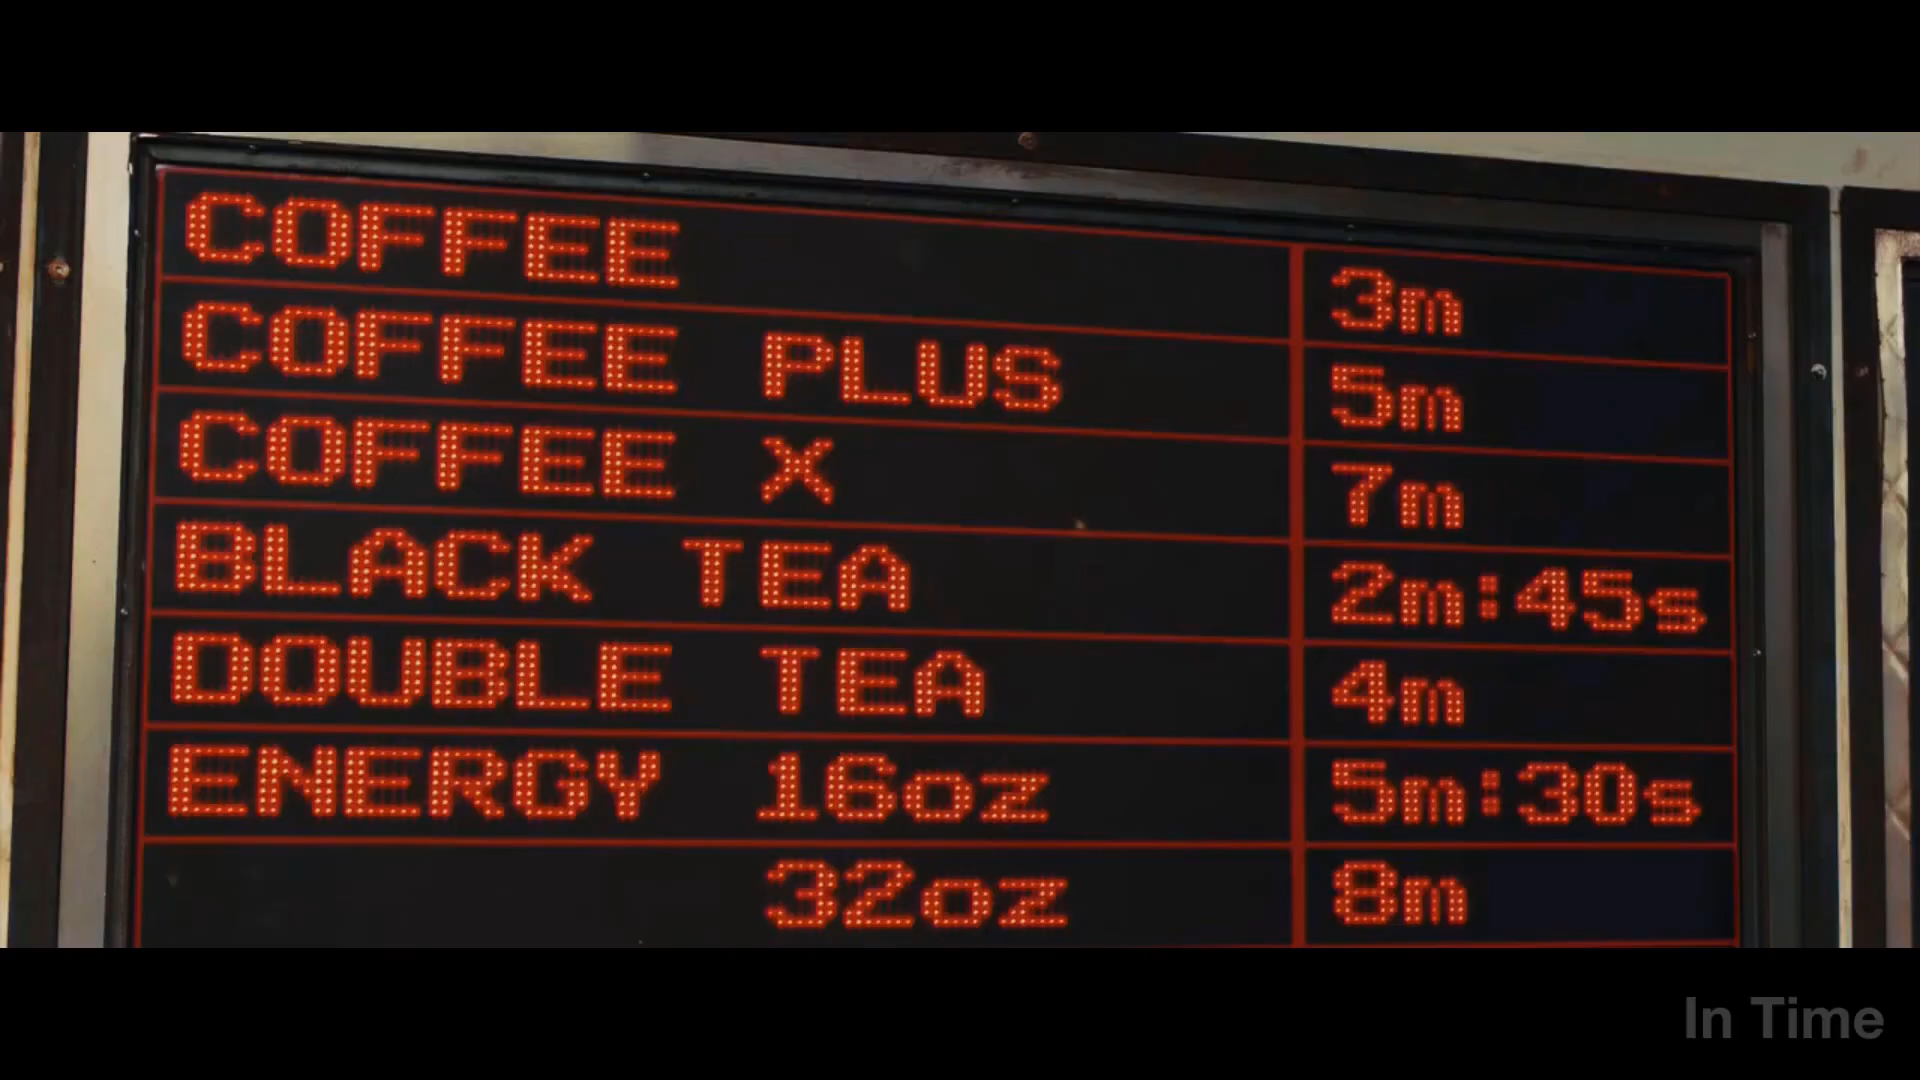 COFFEE 3m
COFFEE PLUS 5m
COFFEE X 7m
BLACK TEA 2m:45s
DOUBLE TEA 4m
ENERGY 16oz 5m:30s
32oz 8m
In Time